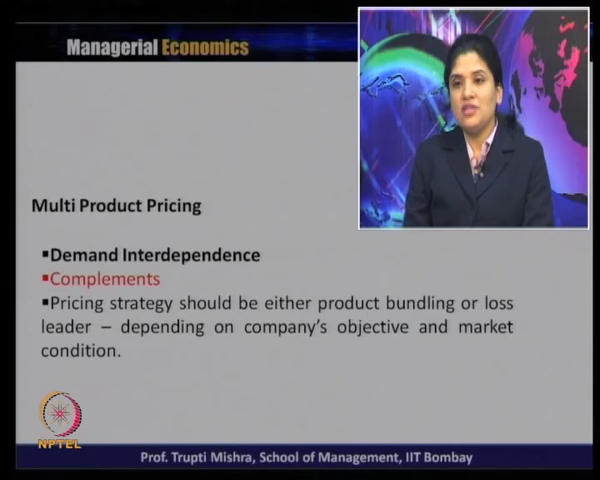 Managerial Economics
Multi Product Pricing
▪Demand Interdependence
▪Complements
▪Pricing strategy should be either product bundling or loss
leader – depending on company's objective and market
condition.
NPTEL
Prof. Trupti Mishra, School of Management, IIT Bombay